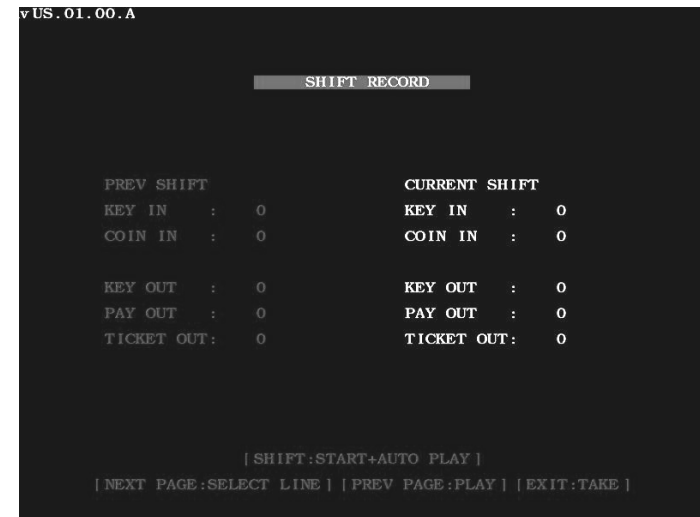 v US.01.00.A
SHIFT RECORD
PREV SHIFT
KEY IN : 0
COIN IN : 0
KEY OUT : 0
PAY OUT : 0
TICKET OUT: 0
CURRENT SHIFT
KEY IN : 0
COIN IN : 0
KEY OUT : 0
PAY OUT : 0
TICKET OUT: 0
[SHIFT:START+AUTO PLAY]
[NEXT PAGE:SELECT LINE] [PREV PAGE:PLAY] [EXIT:TAKE]